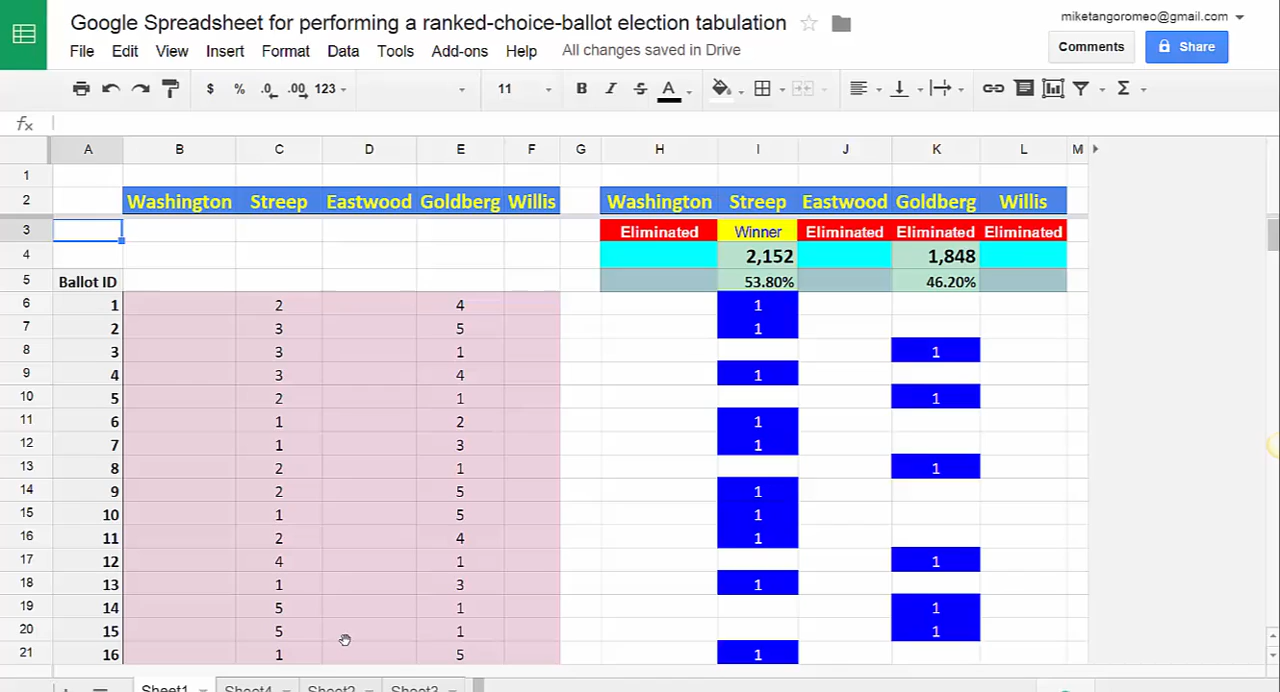 Google Spreadsheet for performing a ranked-choice-ballot election tabulation
miketangoromeo@gmail.com
File Edit View Insert Format Data Tools Add-ons Help All changes saved in Drive
Comments Share
$ % .0 .00 123 11 B I S A Σ
fx
A B C D E F G H I J K L M
1
2 Washington Streep Eastwood Goldberg Willis Washington Streep Eastwood Goldberg Willis
3 Eliminated Winner Eliminated Eliminated Eliminated
4 2,152 1,848
5 Ballot ID 53.80% 46.20%
6 1 2 4 1
7 2 3 5 1
8 3 3 1 1
9 4 3 4 1
10 5 2 1 1
11 6 1 2 1
12 7 1 3 1
13 8 2 1 1
14 9 2 5 1
15 10 1 5 1
16 11 2 4 1
17 12 4 1 1
18 13 1 3 1
19 14 5 1 1
20 15 5 1 1
21 16 1 5 1
Sheet1 Sheet4 Sheet2 Sheet3